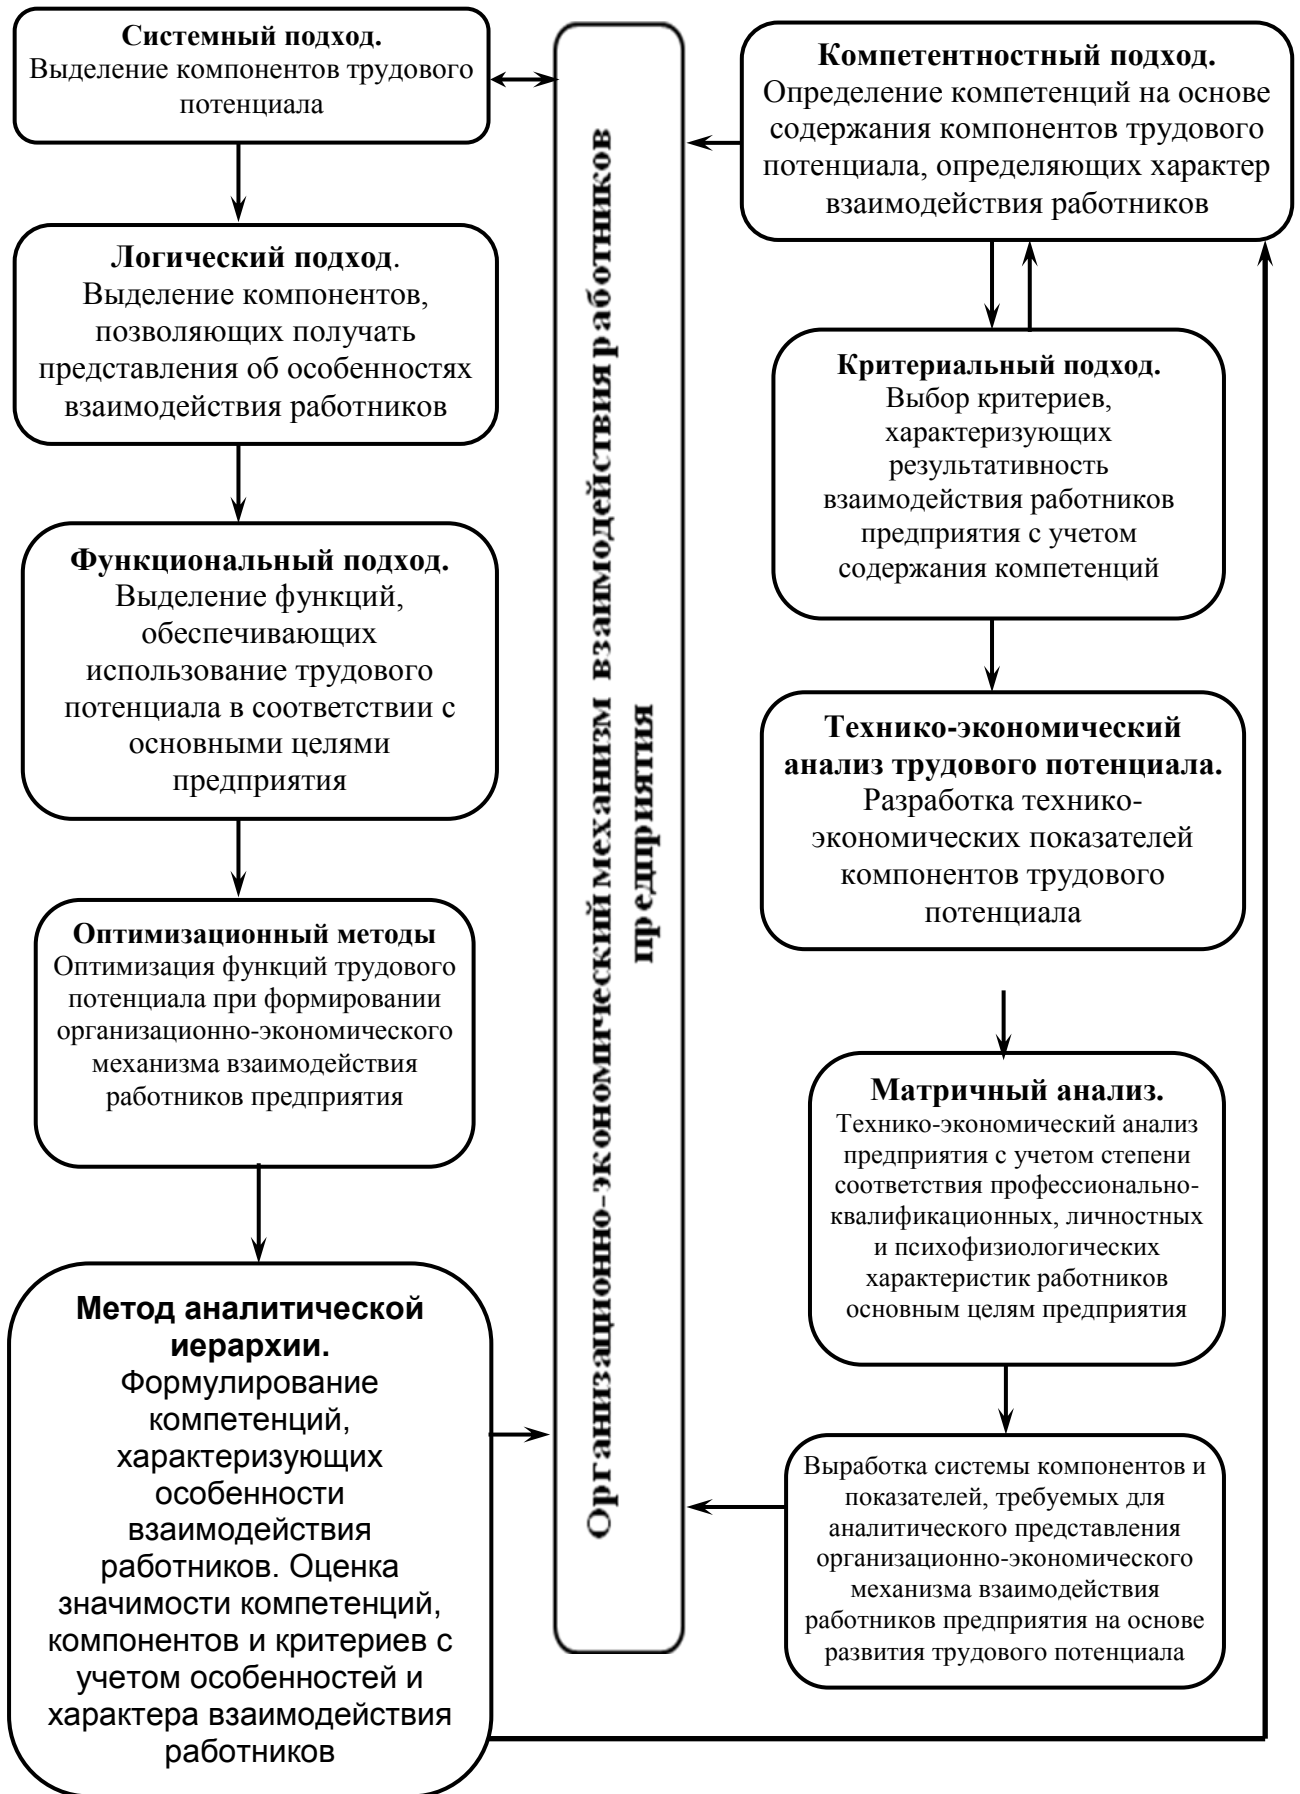 Системный подход.
Выделение компонентов трудового
потенциала
Логический подход.
Выделение компонентов,
позволяющих получать
представления об особенностях
взаимодействия работников
Функциональный подход.
Выделение функций,
обеспечивающих
использование трудового
потенциала в соответствии с
основными целями
предприятия
Оптимизационный методы
Оптимизация функций трудового
потенциала при формировании
организационно-экономического
механизма взаимодействия
работников предприятия
Метод аналитической
иерархии.
Формулирование
компетенций,
характеризующих
особенности
взаимодействия
работников. Оценка
значимости компетенций,
компонентов и критериев с
учетом особенностей и
характера взаимодействия
работников
Организационно-экономический механизм взаимодействия работников
предприятия
Компетентностный подход.
Определение компетенций на основе
содержания компонентов трудового
потенциала, определяющих характер
взаимодействия работников
Критериальный подход.
Выбор критериев,
характеризующих
результативность
взаимодействия работников
предприятия с учетом
содержания компетенций
Технико-экономический
анализ трудового потенциала.
Разработка технико-
экономических показателей
компонентов трудового
потенциала
Матричный анализ.
Технико-экономический анализ
предприятия с учетом степени
соответствия профессионально-
квалификационных, личностных
и психофизиологических
характеристик работников
основным целям предприятия
Выработка системы компонентов и
показателей, требуемых для
аналитического представления
организационно-экономического
механизма взаимодействия
работников предприятия на основе
развития трудового потенциала